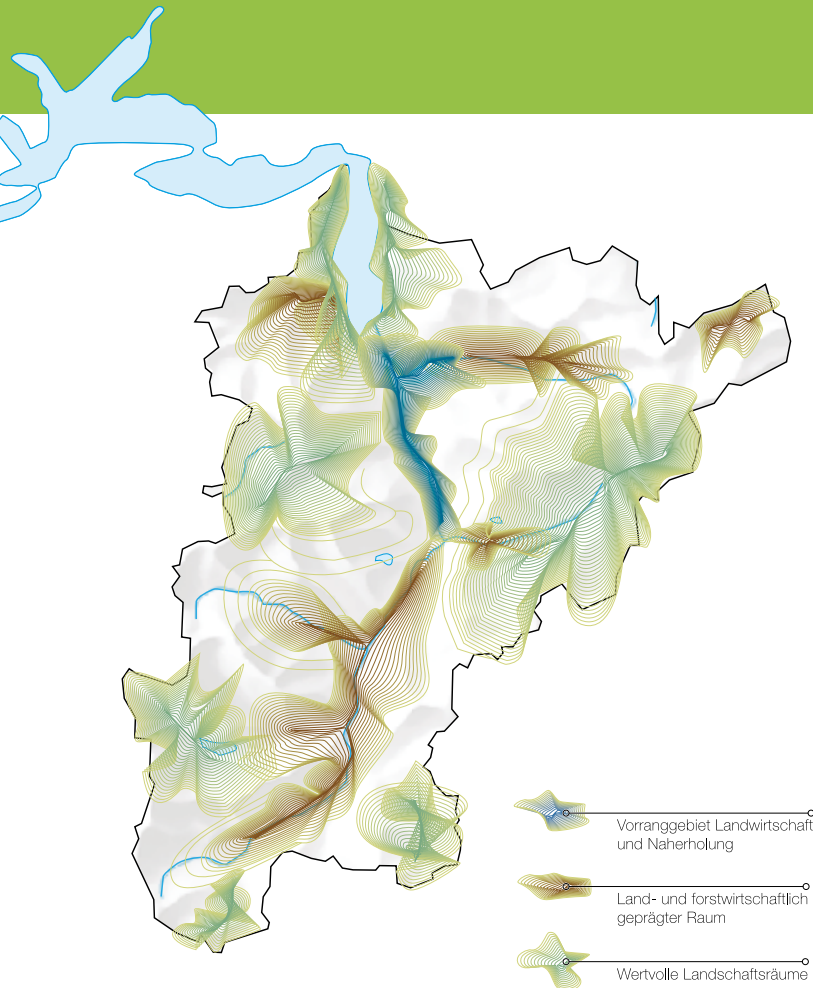 Vorranggebiet Landwirtschaft
und Naherholung
Land- und forstwirtschaftlich
geprägter Raum
Wertvolle Landschaftsräume